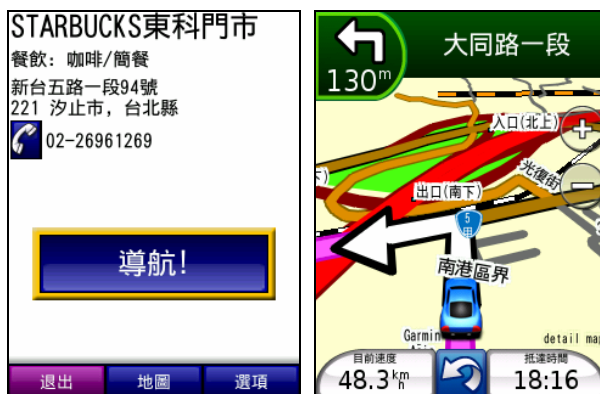 STARBUCKS東科門市
餐飲: 咖啡/簡餐
新台五路一段94號
221 汐止市, 台北縣
02-26961269
導航!
退出 地圖 選項
大同路一段
130m
入口(北上)
+
下)
出口(南下)
光復街
5甲
南港區界
Garmin
detail map
目前速度
48.3 km/h
抵達時間
18:16